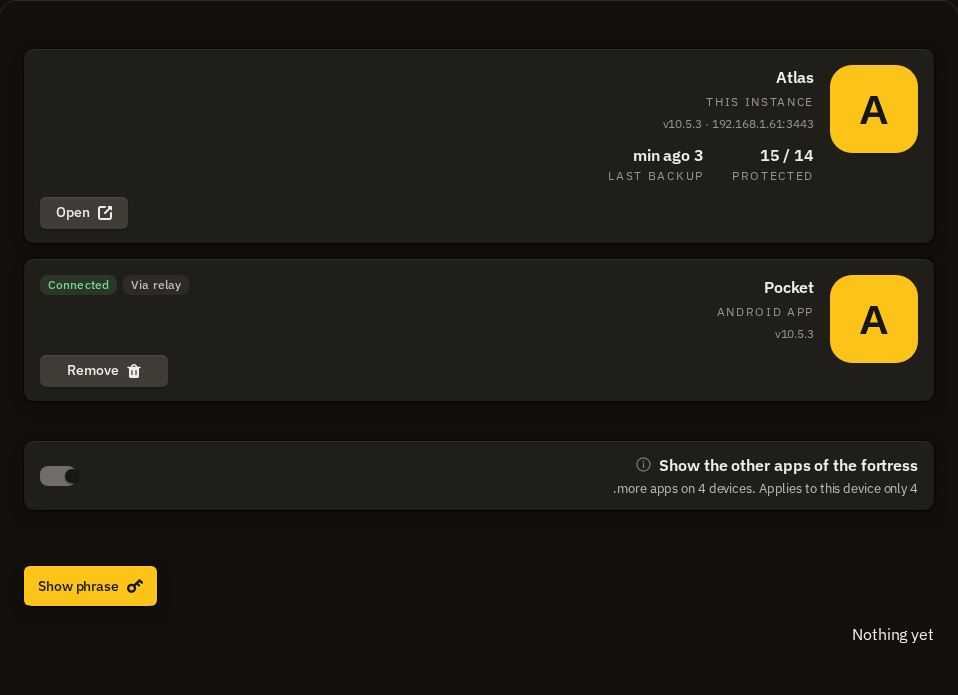 Atlas
A
THIS INSTANCE
v10.5.3 · 192.168.1.61:3443
15 / 14
PROTECTED
min ago 3
LAST BACKUP
Open
Pocket
A
ANDROID APP
v10.5.3
Connected
Via relay
Remove
Show the other apps of the fortress
.more apps on 4 devices. Applies to this device only 4
Show phrase
Nothing yet